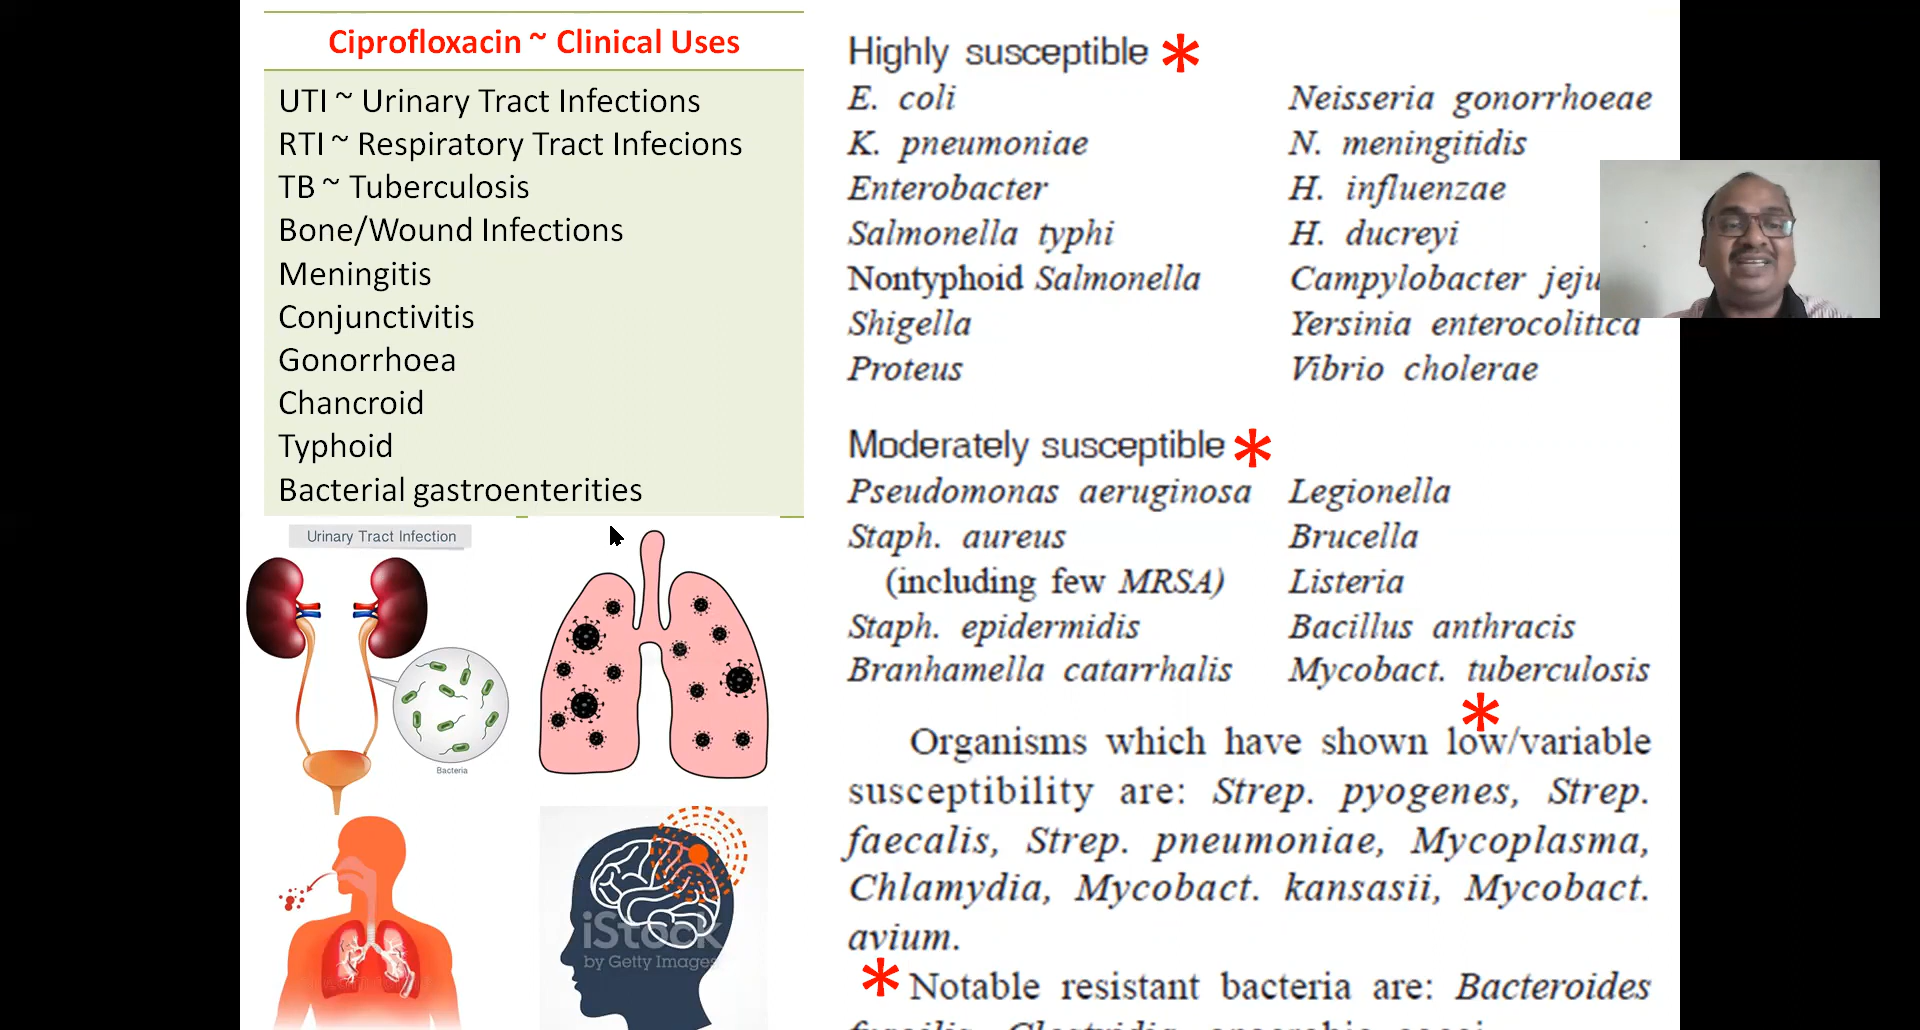 Ciprofloxacin ~ Clinical Uses
UTI ~ Urinary Tract Infections
RTI ~ Respiratory Tract Infecions
TB ~ Tuberculosis
Bone/Wound Infections
Meningitis
Conjunctivitis
Gonorrhoea
Chancroid
Typhoid
Bacterial gastroenterities
Urinary Tract Infection
Bacteria
iStock
by Getty Images
Highly susceptible *
E. coli
K. pneumoniae
Enterobacter
Salmonella typhi
Nontyphoid Salmonella
Shigella
Proteus
Neisseria gonorrhoeae
N. meningitidis
H. influenzae
H. ducreyi
Campylobacter jeju
Yersinia enterocolitica
Vibrio cholerae
Moderately susceptible *
Pseudomonas aeruginosa
Staph. aureus
(including few MRSA)
Staph. epidermidis
Branhamella catarrhalis
Legionella
Brucella
Listeria
Bacillus anthracis
Mycobact. tuberculosis
*
Organisms which have shown low/variable
susceptibility are: Strep. pyogenes, Strep.
faecalis, Strep. pneumoniae, Mycoplasma,
Chlamydia, Mycobact. kansasii, Mycobact.
avium.
* Notable resistant bacteria are: Bacteroides